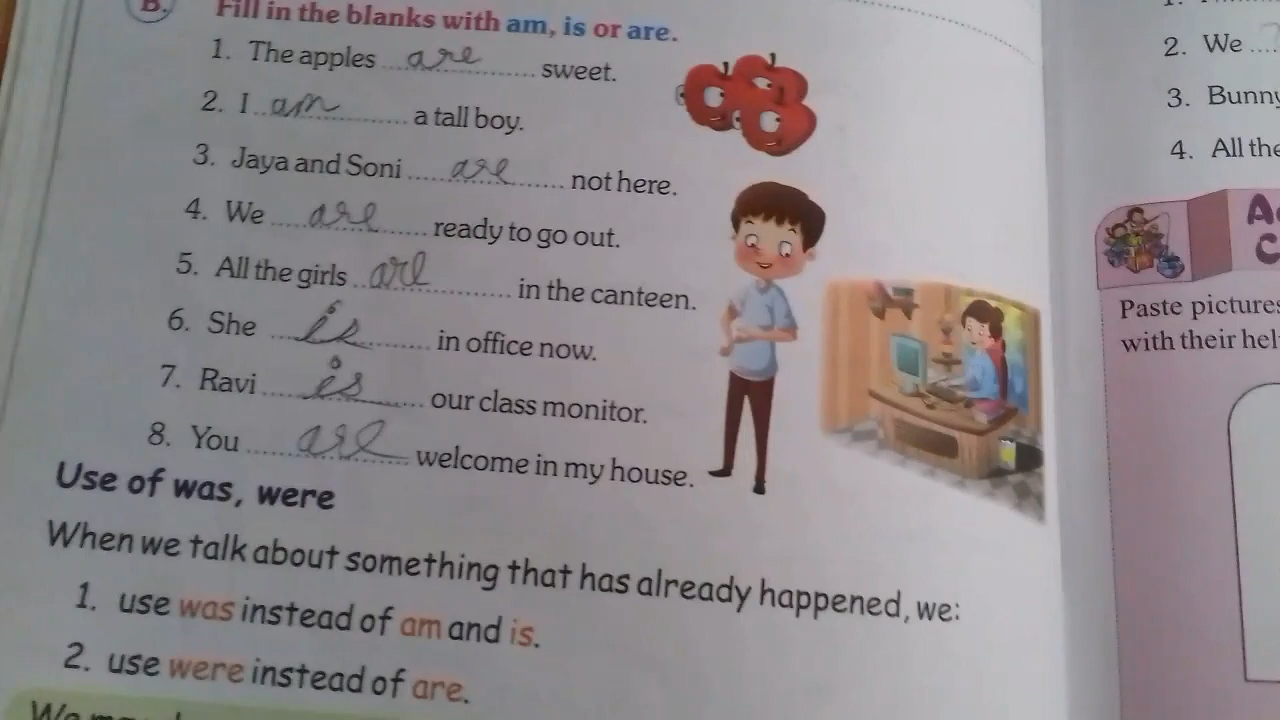 B. Fill in the blanks with am, is or are.
1. The apples are sweet.
2. I am a tall boy.
3. Jaya and Soni are not here.
4. We are ready to go out.
5. All the girls are in the canteen.
6. She is in office now.
7. Ravi is our class monitor.
8. You are welcome in my house.
Use of was, were
When we talk about something that has already happened, we:
1. use was instead of am and is.
2. use were instead of are.
2. We
3. Bunny
4. All the
Paste pictures
with their